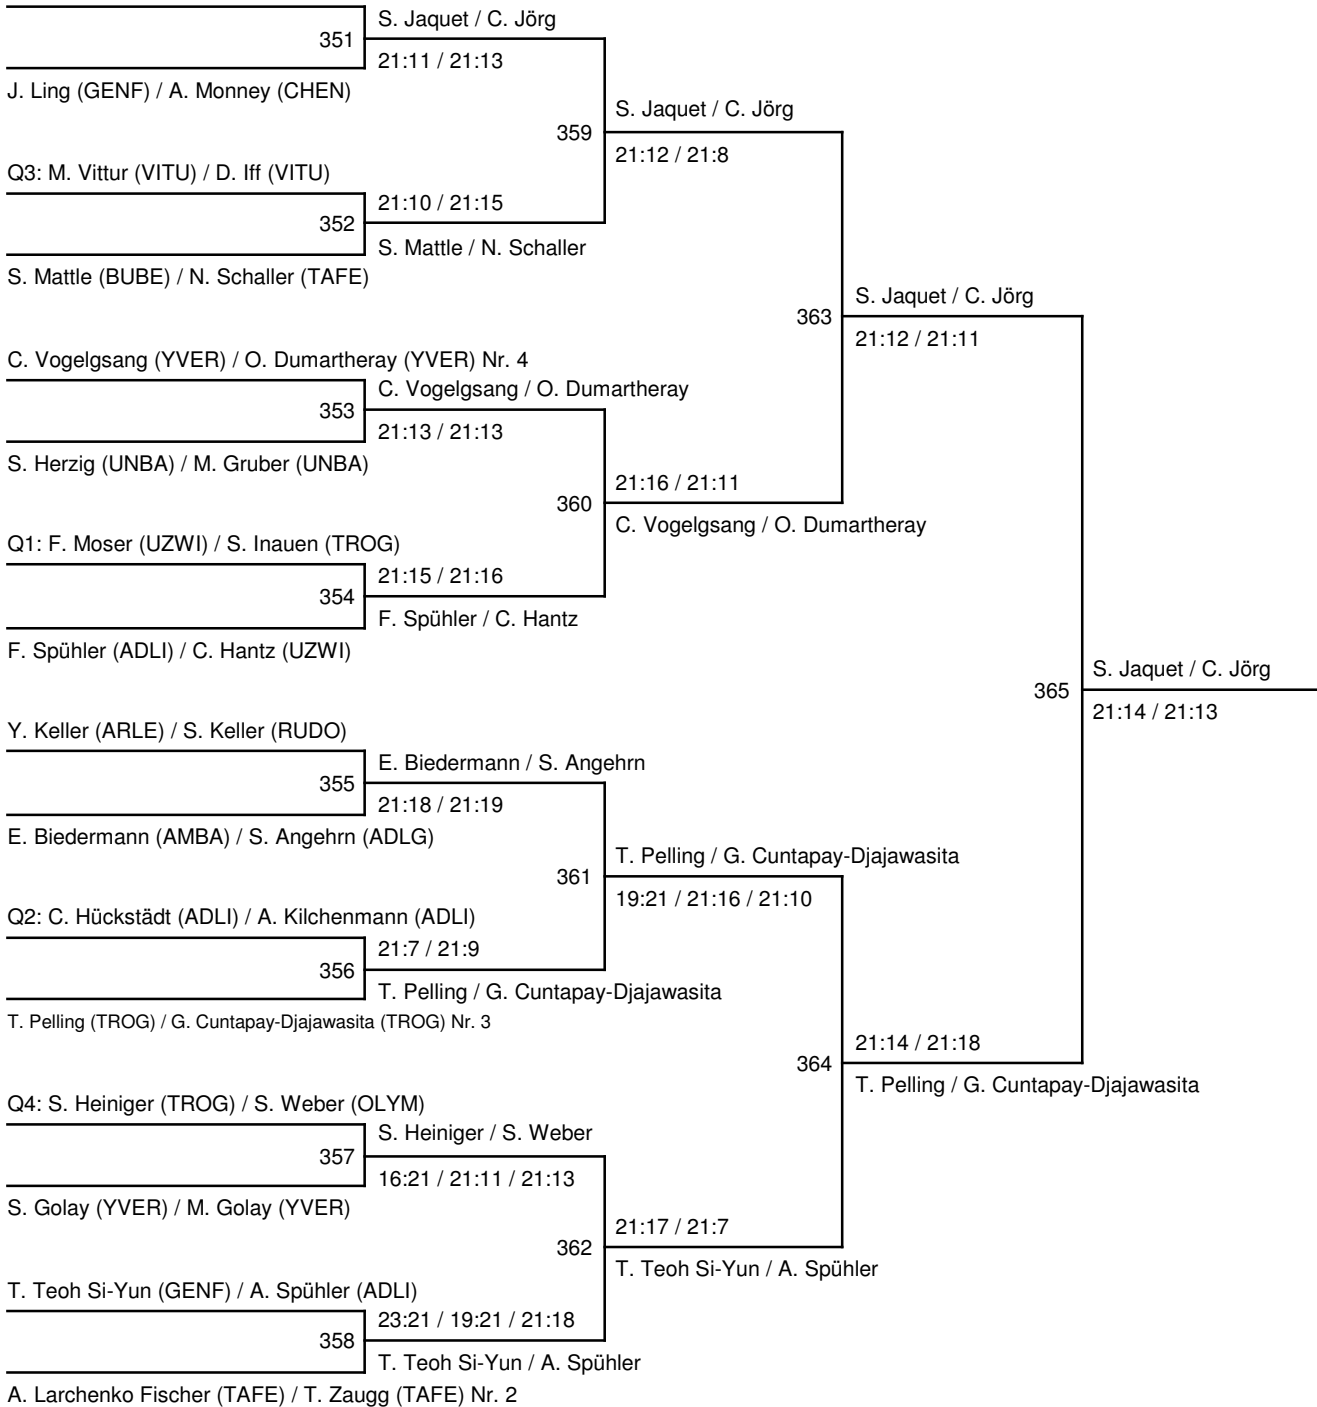 S. Jaquet / C. Jörg
351
21:11 / 21:13
J. Ling (GENF) / A. Monney (CHEN)
S. Jaquet / C. Jörg
359
21:12 / 21:8
Q3: M. Vittur (VITU) / D. Iff (VITU)
21:10 / 21:15
352
S. Mattle / N. Schaller
S. Mattle (BUBE) / N. Schaller (TAFE)
S. Jaquet / C. Jörg
363
21:12 / 21:11
C. Vogelgsang (YVER) / O. Dumartheray (YVER) Nr. 4
C. Vogelgsang / O. Dumartheray
353
21:13 / 21:13
S. Herzig (UNBA) / M. Gruber (UNBA)
21:16 / 21:11
360
C. Vogelgsang / O. Dumartheray
Q1: F. Moser (UZWI) / S. Inauen (TROG)
21:15 / 21:16
354
F. Spühler / C. Hantz
F. Spühler (ADLI) / C. Hantz (UZWI)
S. Jaquet / C. Jörg
365
21:14 / 21:13
Y. Keller (ARLE) / S. Keller (RUDO)
E. Biedermann / S. Angehrn
355
21:18 / 21:19
E. Biedermann (AMBA) / S. Angehrn (ADLG)
T. Pelling / G. Cuntapay-Djajawasita
361
19:21 / 21:16 / 21:10
Q2: C. Hückstädt (ADLI) / A. Kilchenmann (ADLI)
21:7 / 21:9
356
T. Pelling / G. Cuntapay-Djajawasita
T. Pelling (TROG) / G. Cuntapay-Djajawasita (TROG) Nr. 3
21:14 / 21:18
364
T. Pelling / G. Cuntapay-Djajawasita
Q4: S. Heiniger (TROG) / S. Weber (OLYM)
S. Heiniger / S. Weber
357
16:21 / 21:11 / 21:13
S. Golay (YVER) / M. Golay (YVER)
21:17 / 21:7
362
T. Teoh Si-Yun / A. Spühler
T. Teoh Si-Yun (GENF) / A. Spühler (ADLI)
23:21 / 19:21 / 21:18
358
T. Teoh Si-Yun / A. Spühler
A. Larchenko Fischer (TAFE) / T. Zaugg (TAFE) Nr. 2